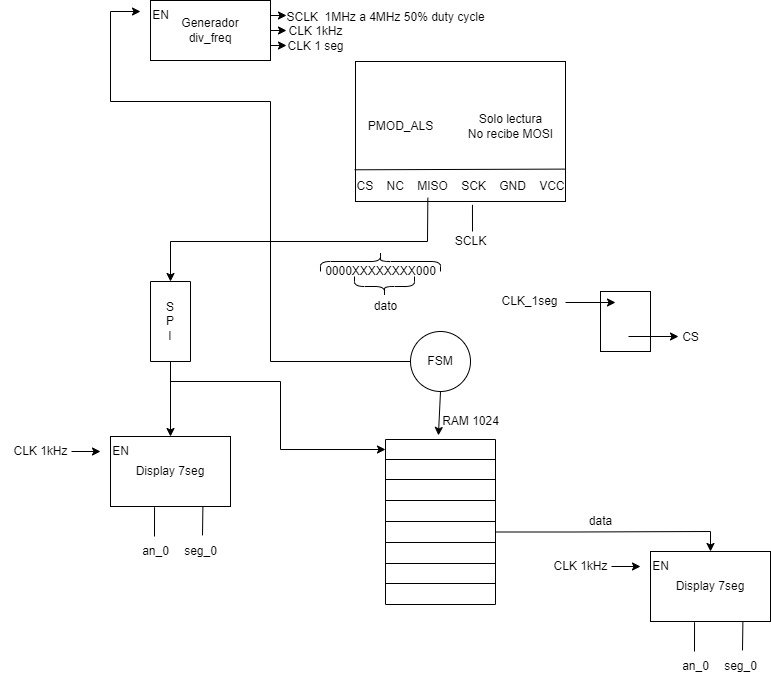 EN
Generador
div_freq
SCLK 1MHz a 4MHz 50% duty cycle
CLK 1kHz
CLK 1 seg
PMOD_ALS
Solo lectura
No recibe MOSI
CS NC MISO SCK GND VCC
SCLK
0000XXXXXXXX000
dato
S
P
I
CLK_1seg
CS
FSM
RAM 1024
CLK 1kHz
EN
Display 7seg
an_0 seg_0
data
CLK 1kHz
EN
Display 7seg
an_0 seg_0